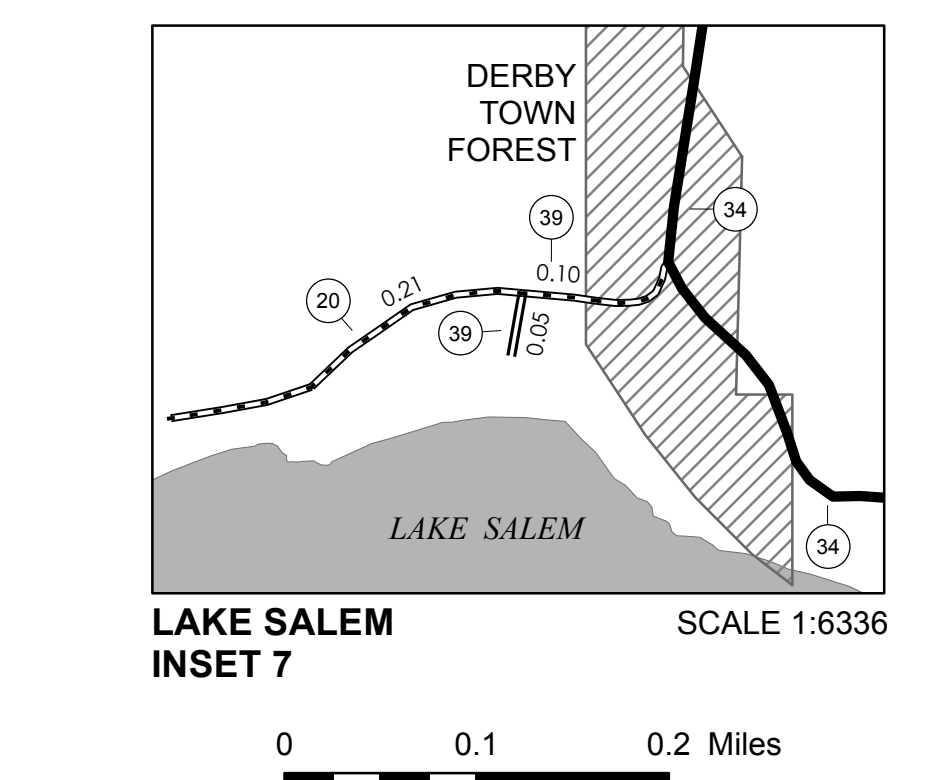 DERBY
TOWN
FOREST
39
34
0.10
0.21
20
39
0.05
LAKE SALEM
34
LAKE SALEM
INSET 7
SCALE 1:6336
0 0.1 0.2 Miles